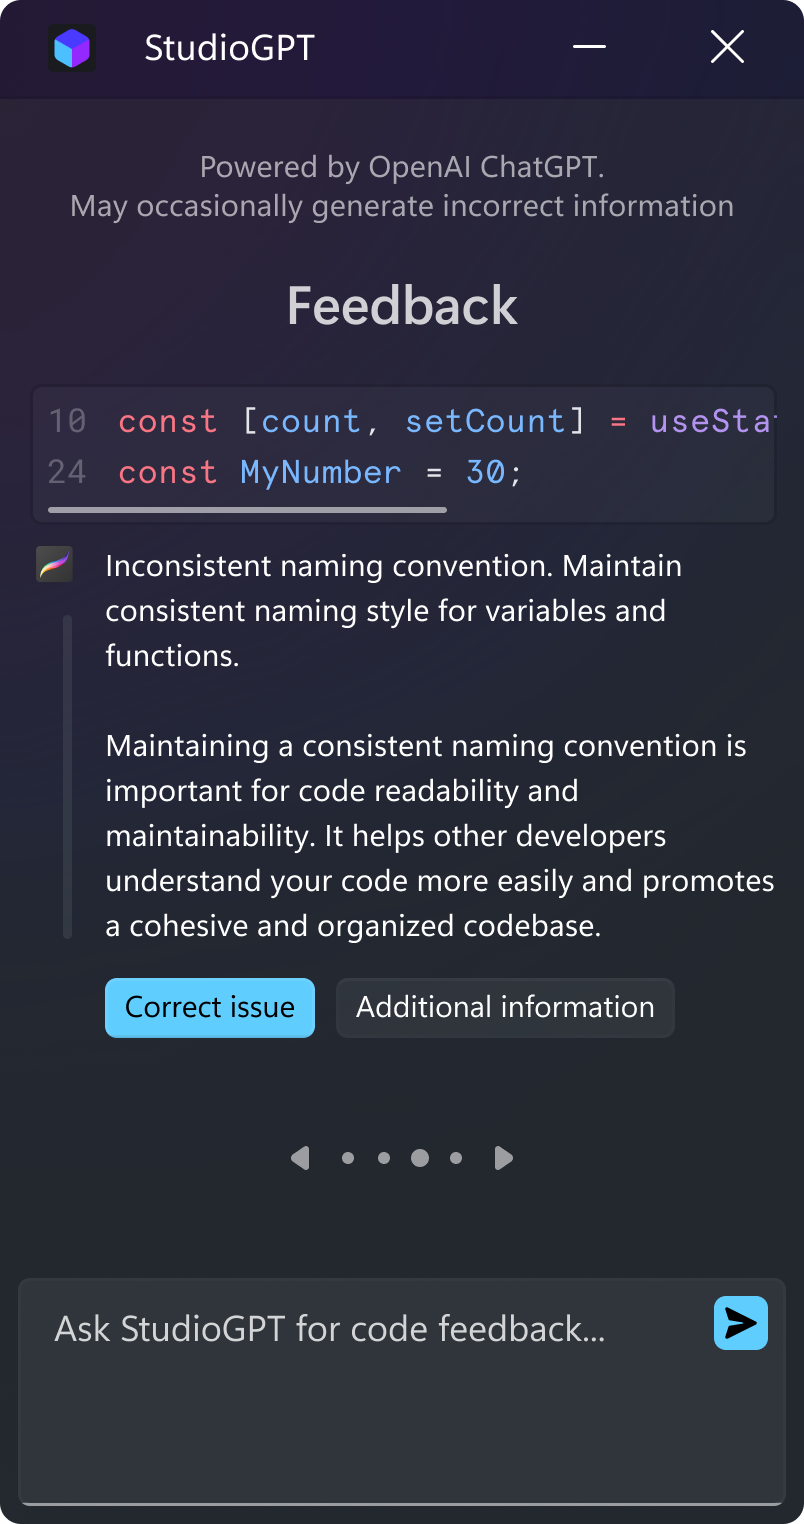 StudioGPT
Powered by OpenAI ChatGPT.
May occasionally generate incorrect information
Feedback
10 const [count, setCount] = useSta
24 const MyNumber = 30;
Inconsistent naming convention. Maintain
consistent naming style for variables and
functions.
Maintaining a consistent naming convention is
important for code readability and
maintainability. It helps other developers
understand your code more easily and promotes
a cohesive and organized codebase.
Correct issue
Additional information
Ask StudioGPT for code feedback...